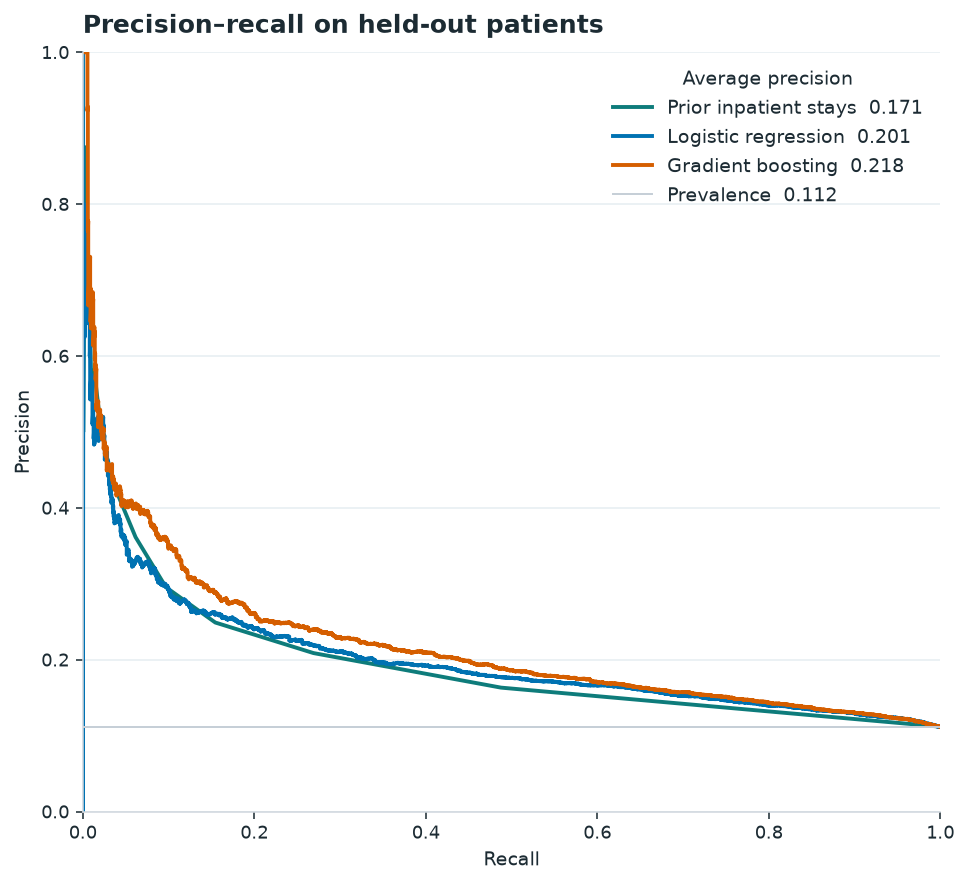 Precision–recall on held-out patients
Average precision
Prior inpatient stays 0.171
Logistic regression 0.201
Gradient boosting 0.218
Prevalence 0.112
Precision
1.0
0.8
0.6
0.4
0.2
0.0
0.0 0.2 0.4 0.6 0.8 1.0
Recall